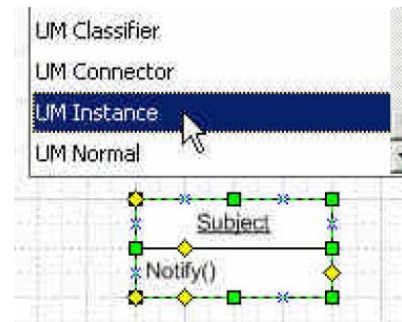 UM Classifier
UM Connector
UM Instance
UM Normal
Subject
Notify()